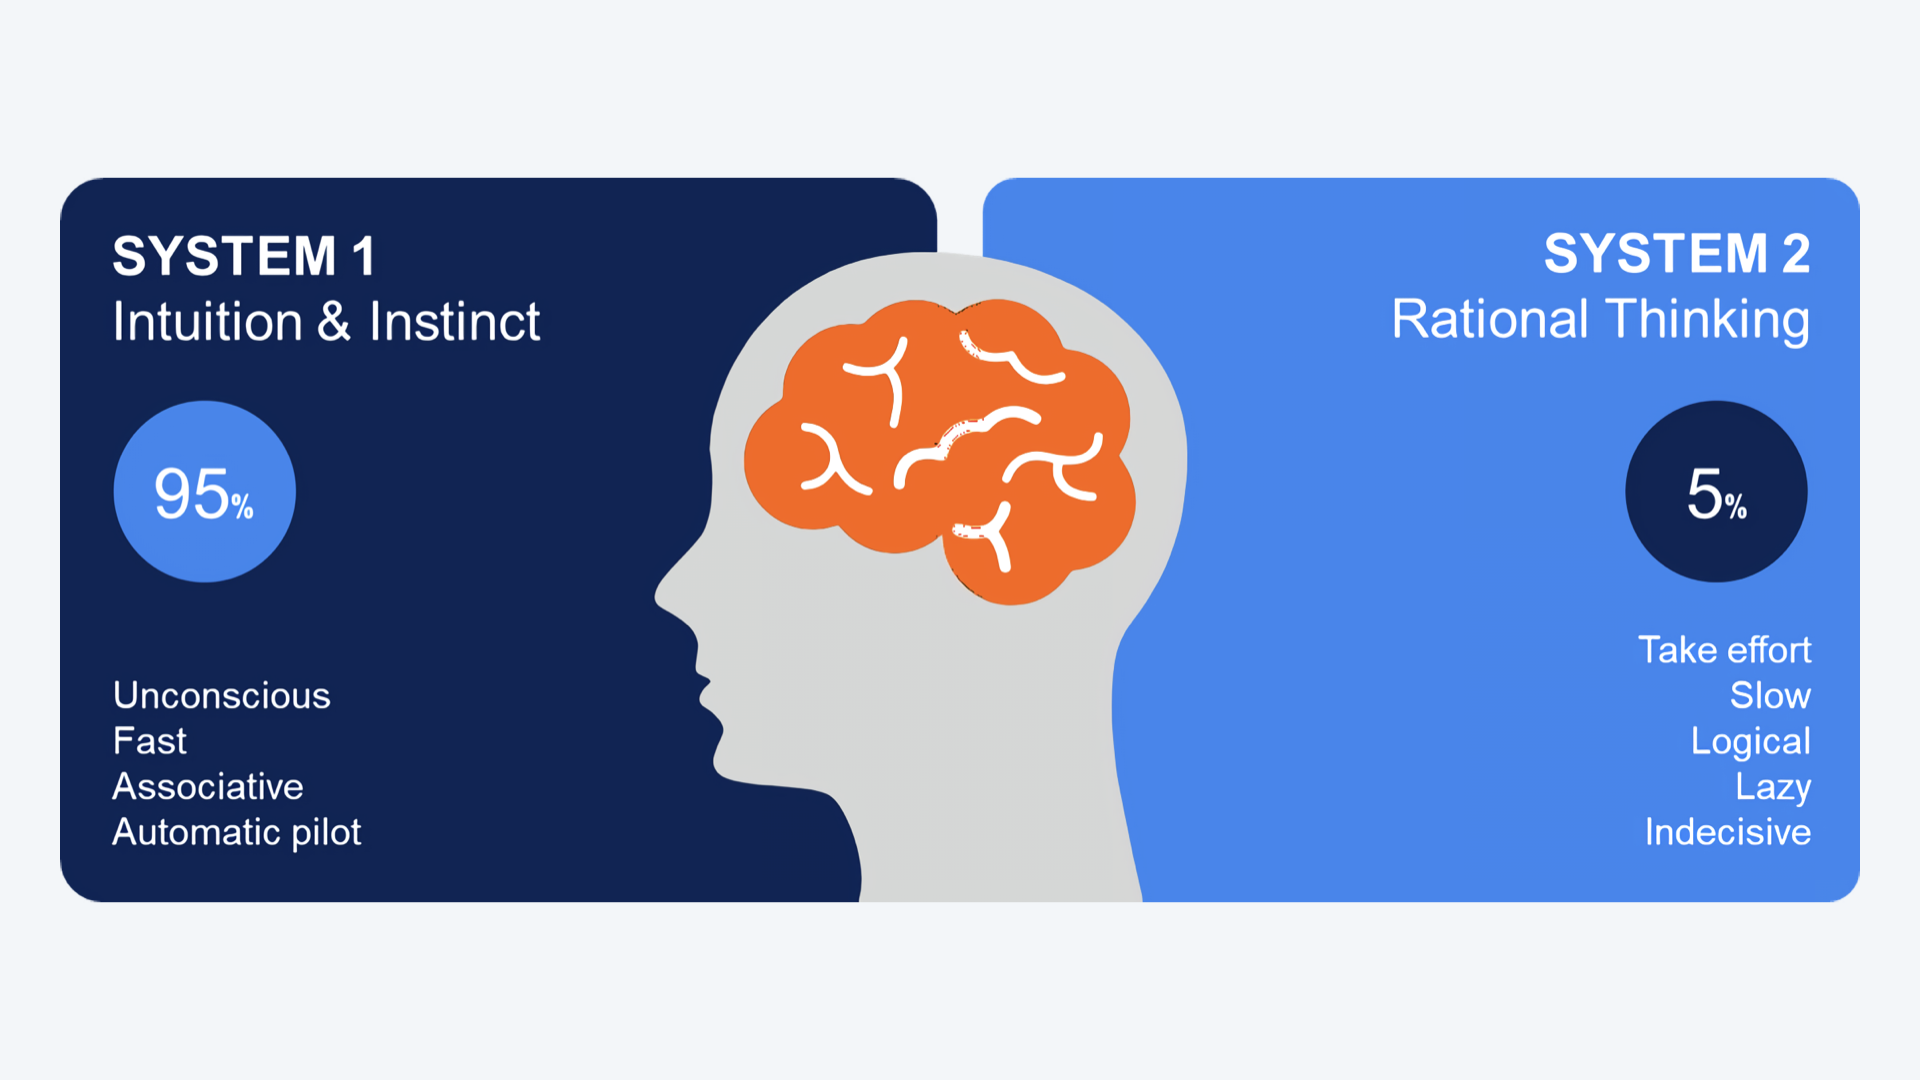 SYSTEM 1
Intuition & Instinct
95%
Unconscious
Fast
Associative
Automatic pilot
SYSTEM 2
Rational Thinking
5%
Take effort
Slow
Logical
Lazy
Indecisive